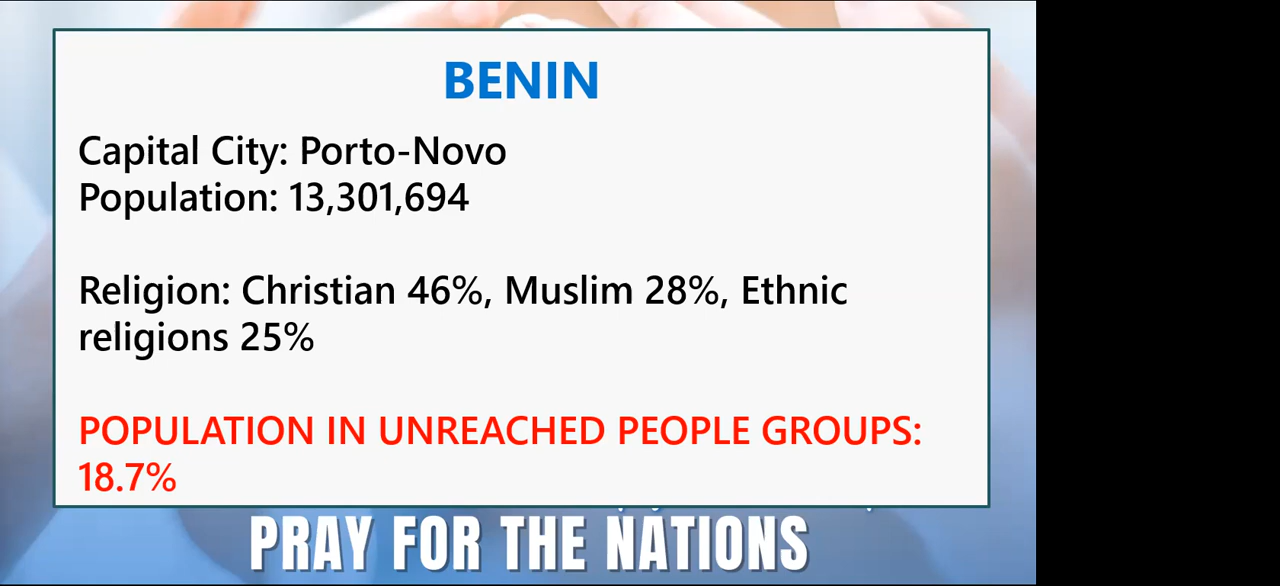 BENIN
Capital City: Porto-Novo
Population: 13,301,694
Religion: Christian 46%, Muslim 28%, Ethnic
religions 25%
POPULATION IN UNREACHED PEOPLE GROUPS:
18.7%
PRAY FOR THE NATIONS